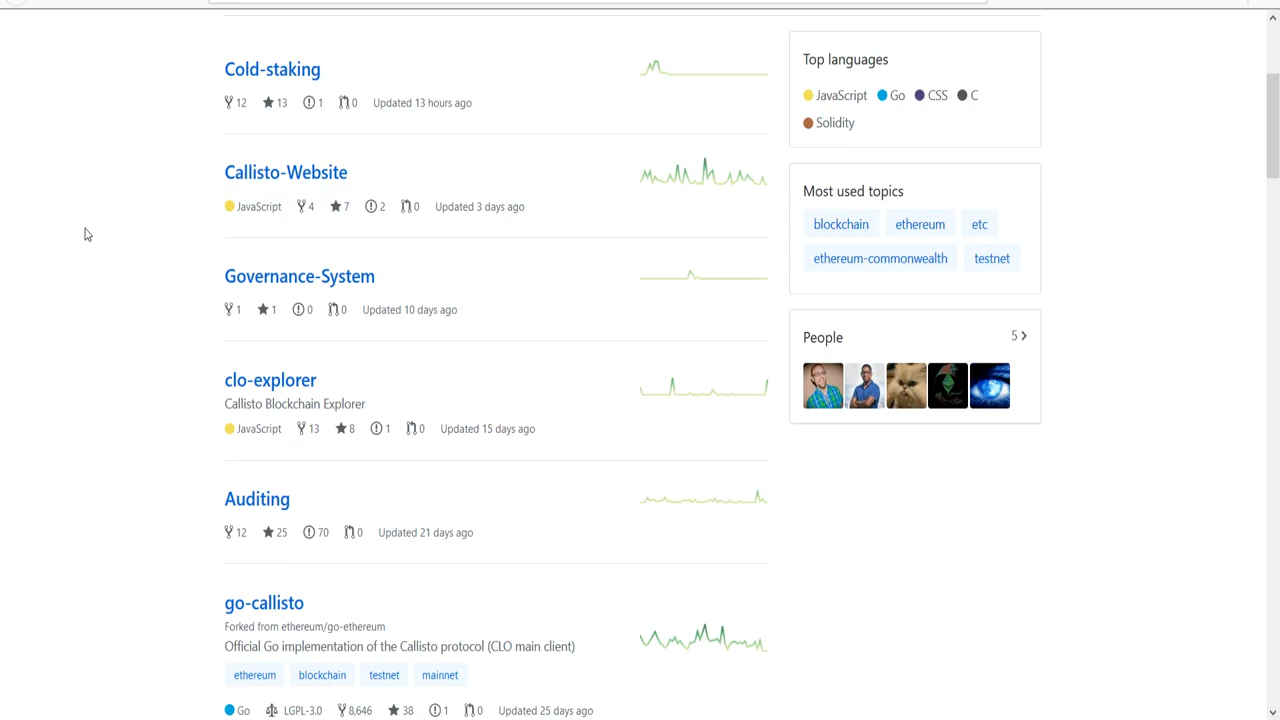 Cold-staking
12 13 1 0 Updated 13 hours ago
Callisto-Website
JavaScript 4 7 2 0 Updated 3 days ago
Governance-System
1 1 0 0 Updated 10 days ago
clo-explorer
Callisto Blockchain Explorer
JavaScript 13 8 1 0 Updated 15 days ago
Auditing
12 25 70 0 Updated 21 days ago
go-callisto
Forked from ethereum/go-ethereum
Official Go implementation of the Callisto protocol (CLO main client)
ethereum blockchain testnet mainnet
Go LGPL-3.0 8,646 38 1 0 Updated 25 days ago
Top languages
JavaScript Go CSS C
Solidity
Most used topics
blockchain ethereum etc
ethereum-commonwealth testnet
People 5